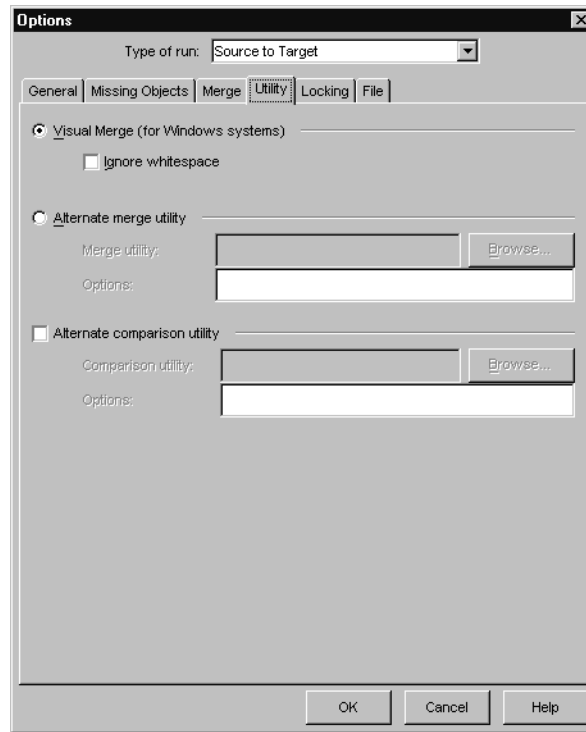 Options
Type of run: Source to Target
General Missing Objects Merge Utility Locking File
Visual Merge (for Windows systems)
Ignore whitespace
Alternate merge utility
Merge utility: Browse...
Options:
Alternate comparison utility
Comparison utility: Browse...
Options:
OK Cancel Help